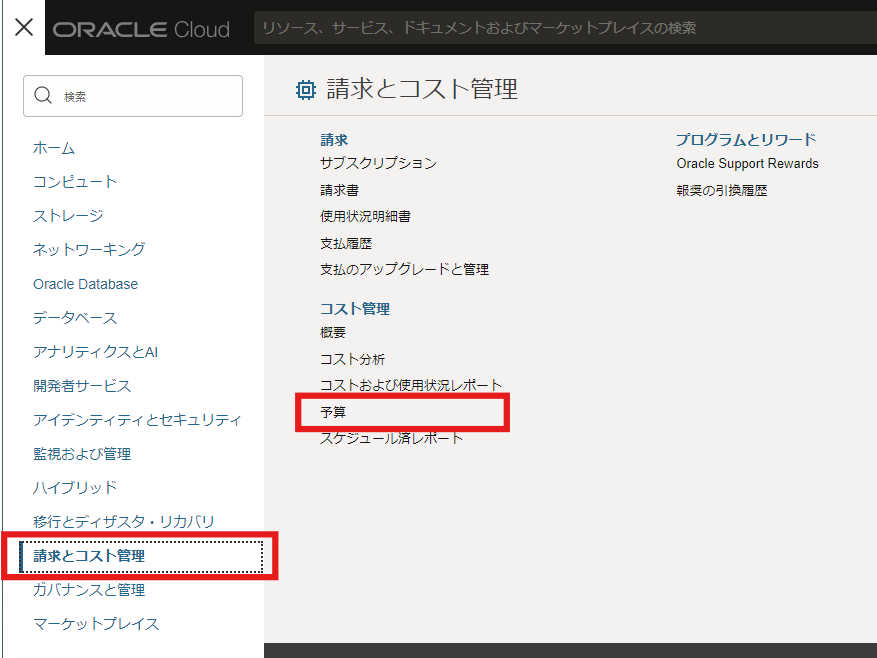 ORACLE Cloud
リソース、サービス、ドキュメントおよびマーケットプレイスの検索
検索
ホーム
コンピュート
ストレージ
ネットワーキング
Oracle Database
データベース
アナリティクスとAI
開発者サービス
アイデンティティとセキュリティ
監視および管理
ハイブリッド
移行とディザスタ・リカバリ
請求とコスト管理
ガバナンスと管理
マーケットプレイス
請求とコスト管理
請求
サブスクリプション
請求書
使用状況明細書
支払履歴
支払のアップグレードと管理
コスト管理
概要
コスト分析
コストおよび使用状況レポート
予算
スケジュール済レポート
プログラムとリワード
Oracle Support Rewards
報奨の引換履歴